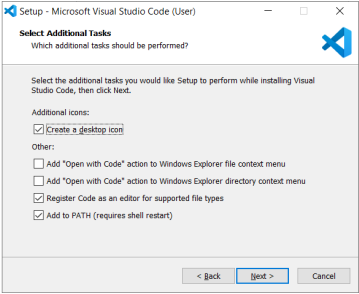 Setup - Microsoft Visual Studio Code (User)
Select Additional Tasks
Which additional tasks should be performed?
Select the additional tasks you would like Setup to perform while installing Visual
Studio Code, then click Next.
Additional icons:
Create a desktop icon
Other:
Add "Open with Code" action to Windows Explorer file context menu
Add "Open with Code" action to Windows Explorer directory context menu
Register Code as an editor for supported file types
Add to PATH (requires shell restart)
< Back Next > Cancel